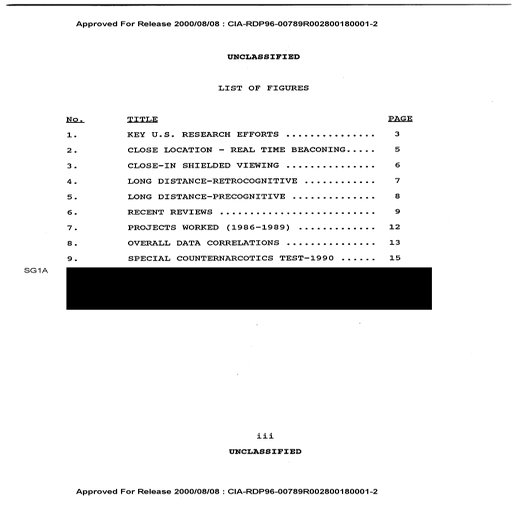 Approved For Release 2000/08/08 : CIA-RDP96-00789R002800180001-2
UNCLASSIFIED
LIST OF FIGURES
No. TITLE PAGE
1. KEY U.S. RESEARCH EFFORTS ............... 3
2. CLOSE LOCATION - REAL TIME BEACONING..... 5
3. CLOSE-IN SHIELDED VIEWING ............... 6
4. LONG DISTANCE-RETROCOGNITIVE ............ 7
5. LONG DISTANCE-PRECOGNITIVE .............. 8
6. RECENT REVIEWS ......................... 9
7. PROJECTS WORKED (1986-1989) ............. 12
8. OVERALL DATA CORRELATIONS ............... 13
9. SPECIAL COUNTERNARCOTICS TEST-1990 ...... 15
SG1A
iii
UNCLASSIFIED
Approved For Release 2000/08/08 : CIA-RDP96-00789R002800180001-2